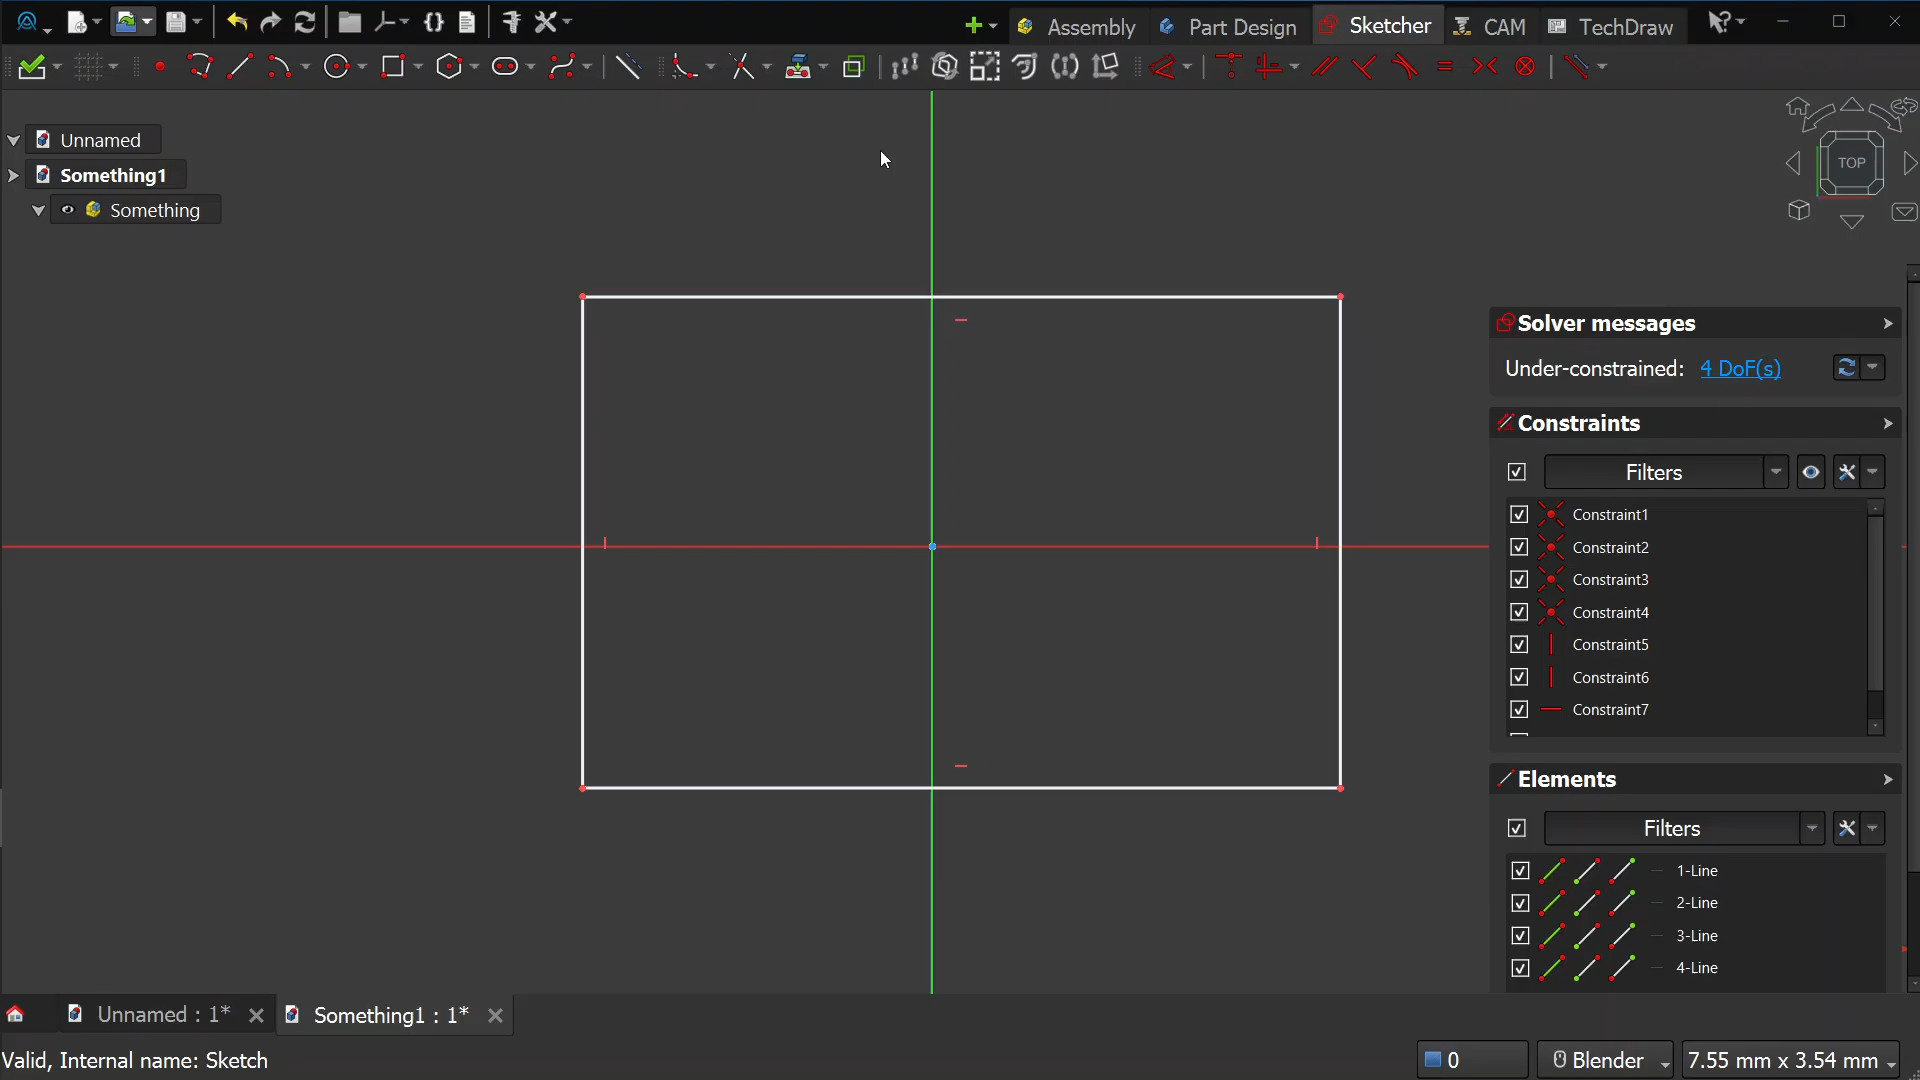 Assembly
Part Design
Sketcher
CAM
TechDraw
Unnamed
Something1
Something
TOP
Solver messages
Under-constrained: 4 DoF(s)
Constraints
Filters
Constraint1
Constraint2
Constraint3
Constraint4
Constraint5
Constraint6
Constraint7
Elements
Filters
1-Line
2-Line
3-Line
4-Line
Unnamed : 1*
Something1 : 1*
Valid, Internal name: Sketch
0
Blender
7.55 mm x 3.54 mm